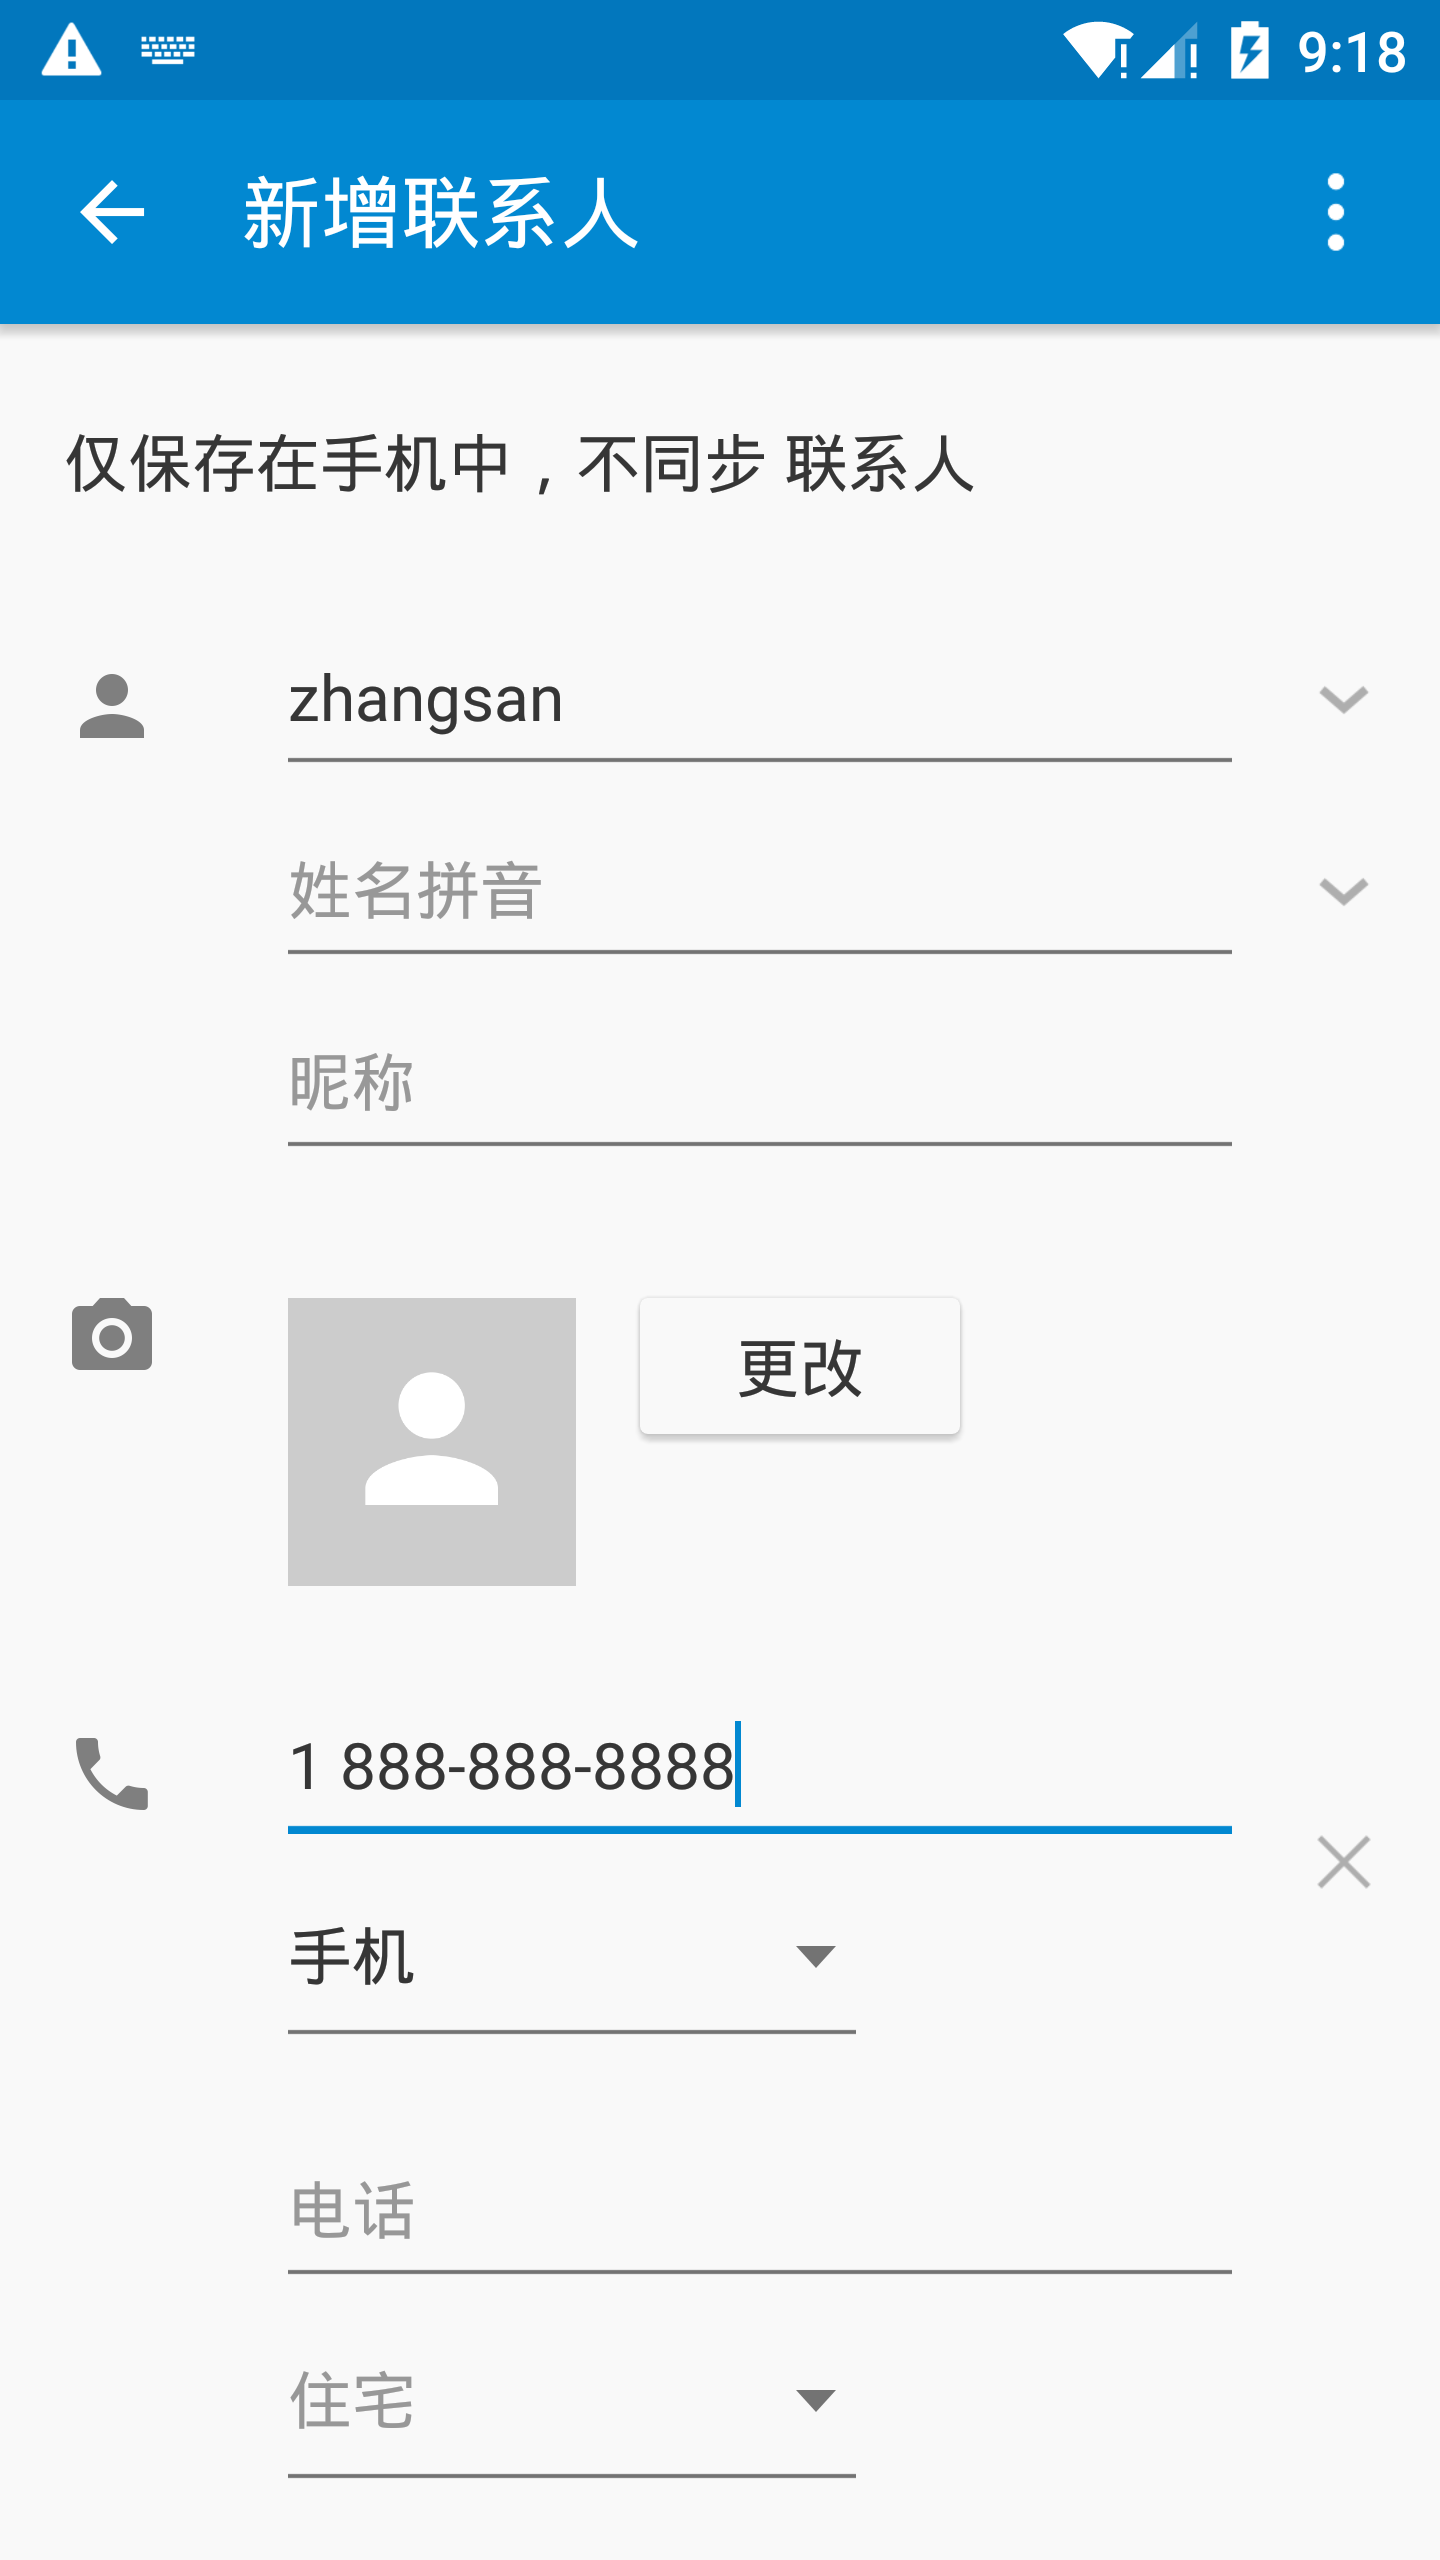 9:18
新增联系人
仅保存在手机中，不同步 联系人
zhangsan
姓名拼音
昵称
更改
1 888-888-8888
手机
电话
住宅